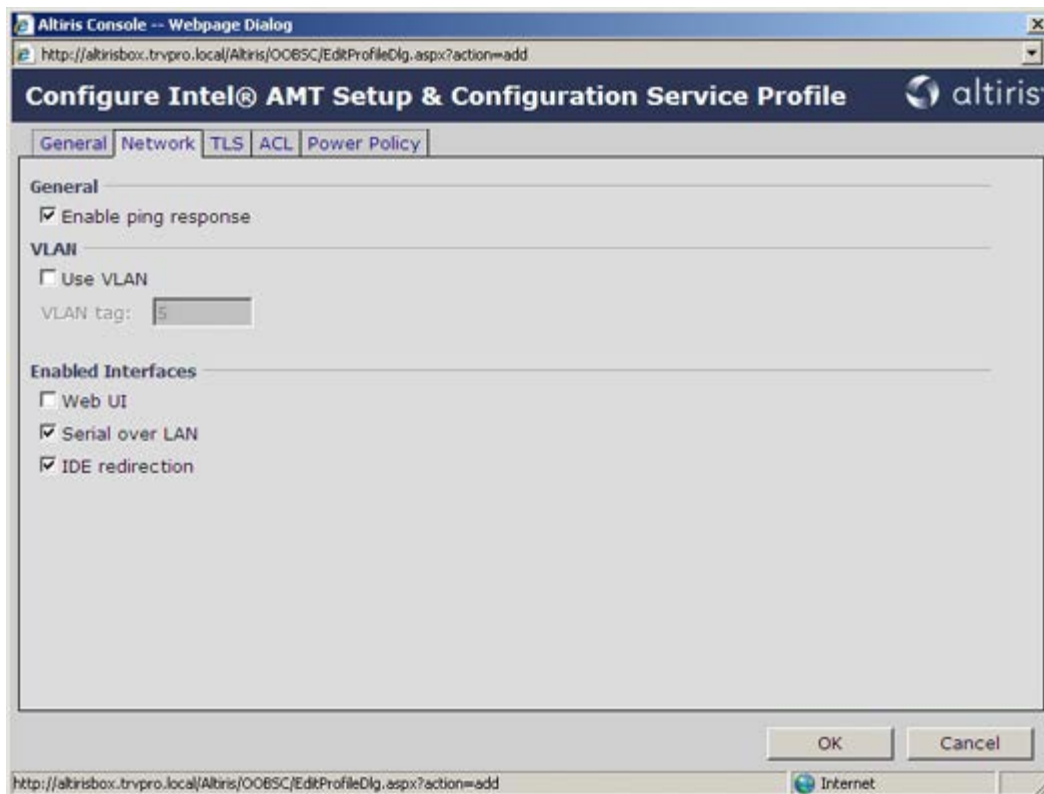 Altiris Console -- Webpage Dialog
http://altirisbox.trvpro.local/Altiris/OOBSC/EditProfileDlg.aspx?action=add
Configure Intel® AMT Setup & Configuration Service Profile altiris
General Network TLS ACL Power Policy
General
Enable ping response
VLAN
Use VLAN
VLAN tag: 5
Enabled Interfaces
Web UI
Serial over LAN
IDE redirection
OK Cancel
http://altirisbox.trvpro.local/Altiris/OOBSC/EditProfileDlg.aspx?action=add Internet